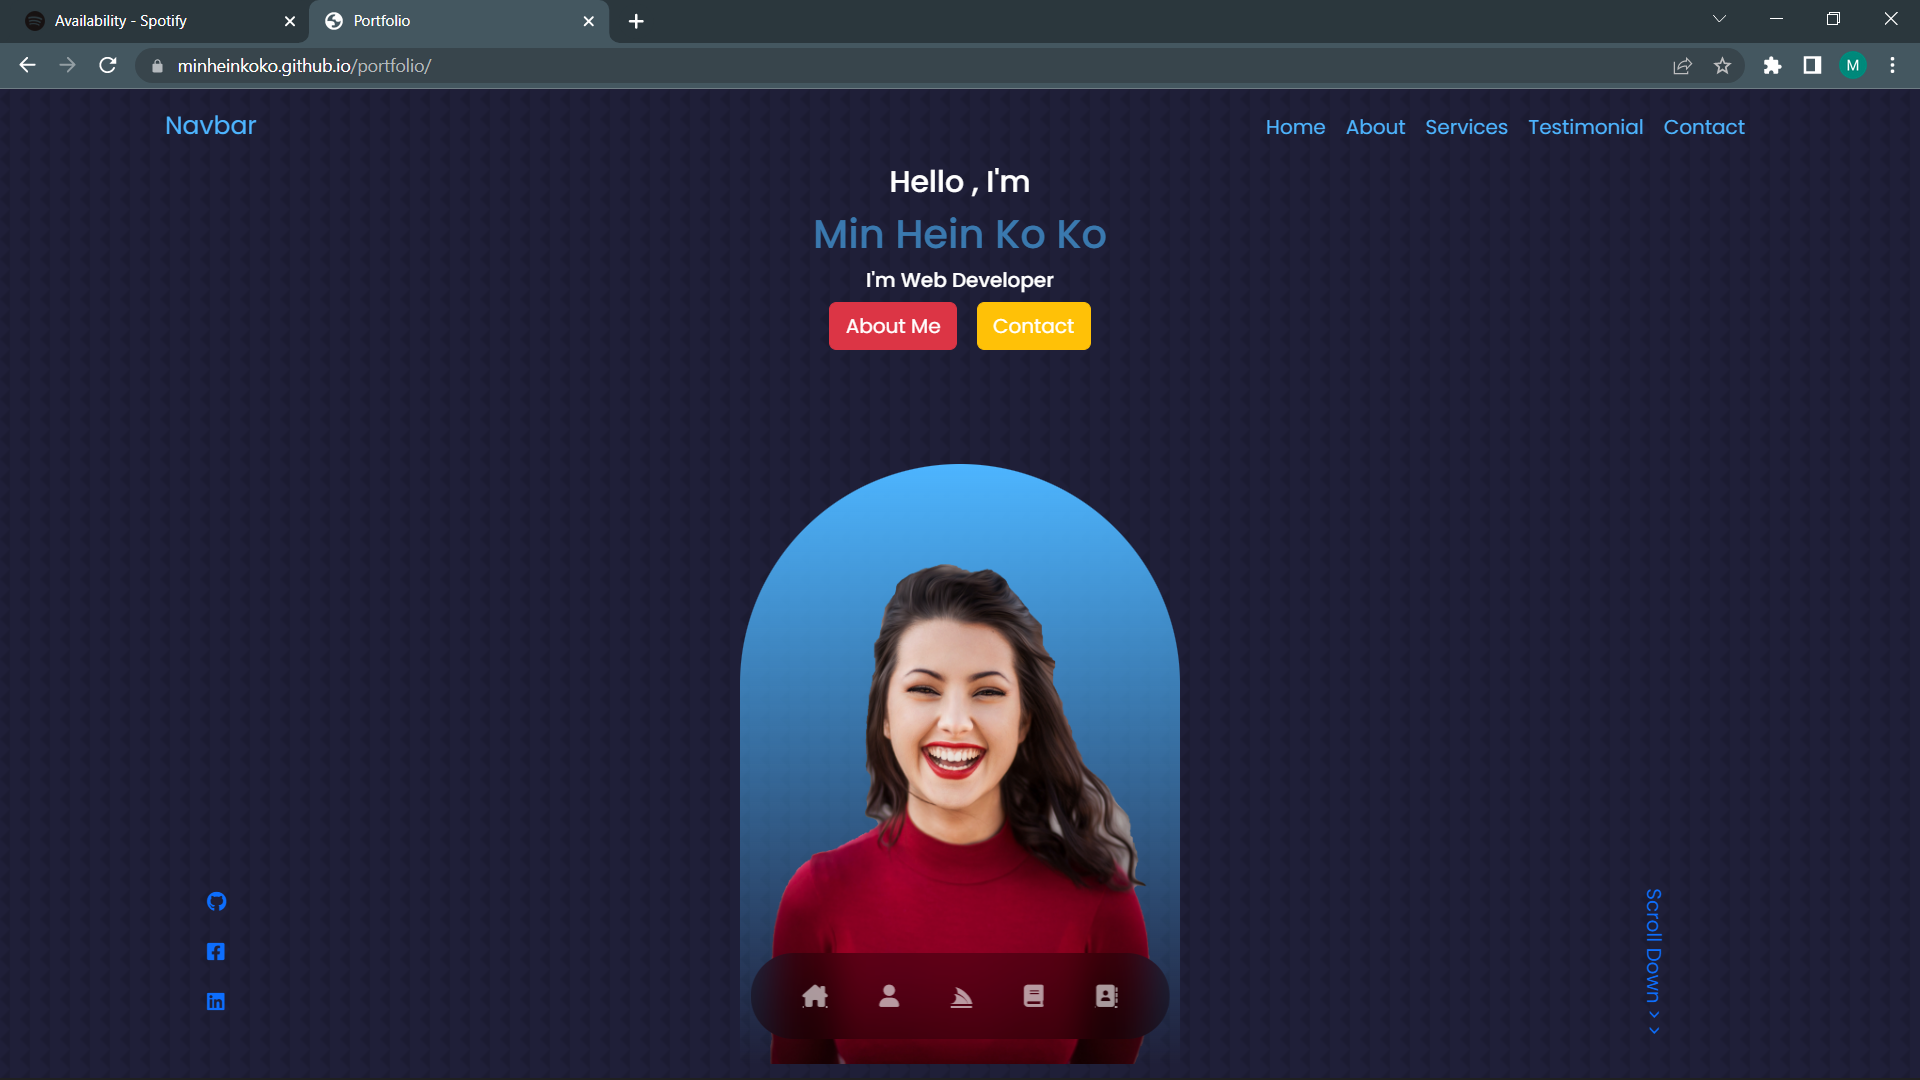 Availability - Spotify
Portfolio
minheinkoko.github.io/portfolio/
M
Navbar
Home About Services Testimonial Contact
Hello , I'm
Min Hein Ko Ko
I'm Web Developer
About Me Contact
Scroll Down >>